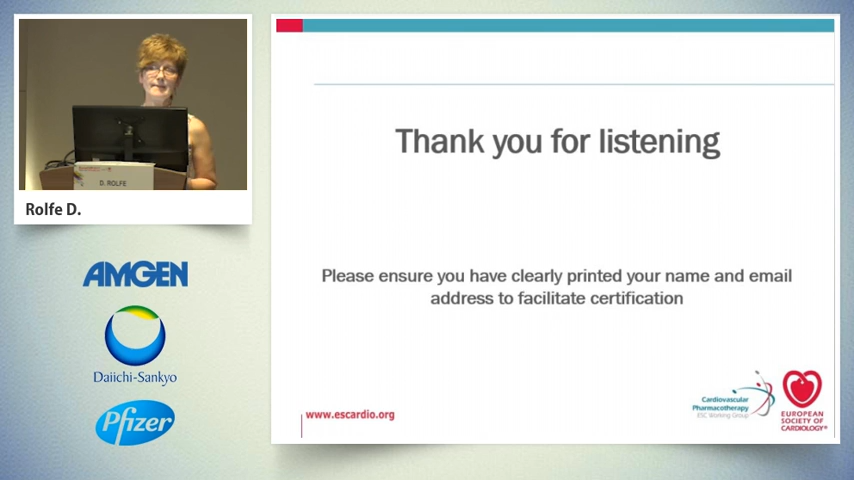 D. ROLFE
Rolfe D.
AMGEN
Daiichi-Sankyo
Pfizer
Thank you for listening
Please ensure you have clearly printed your name and email
address to facilitate certification
www.escardio.org
Cardiovascular
Pharmacotherapy
ESC Working Group
EUROPEAN
SOCIETY OF
CARDIOLOGY®